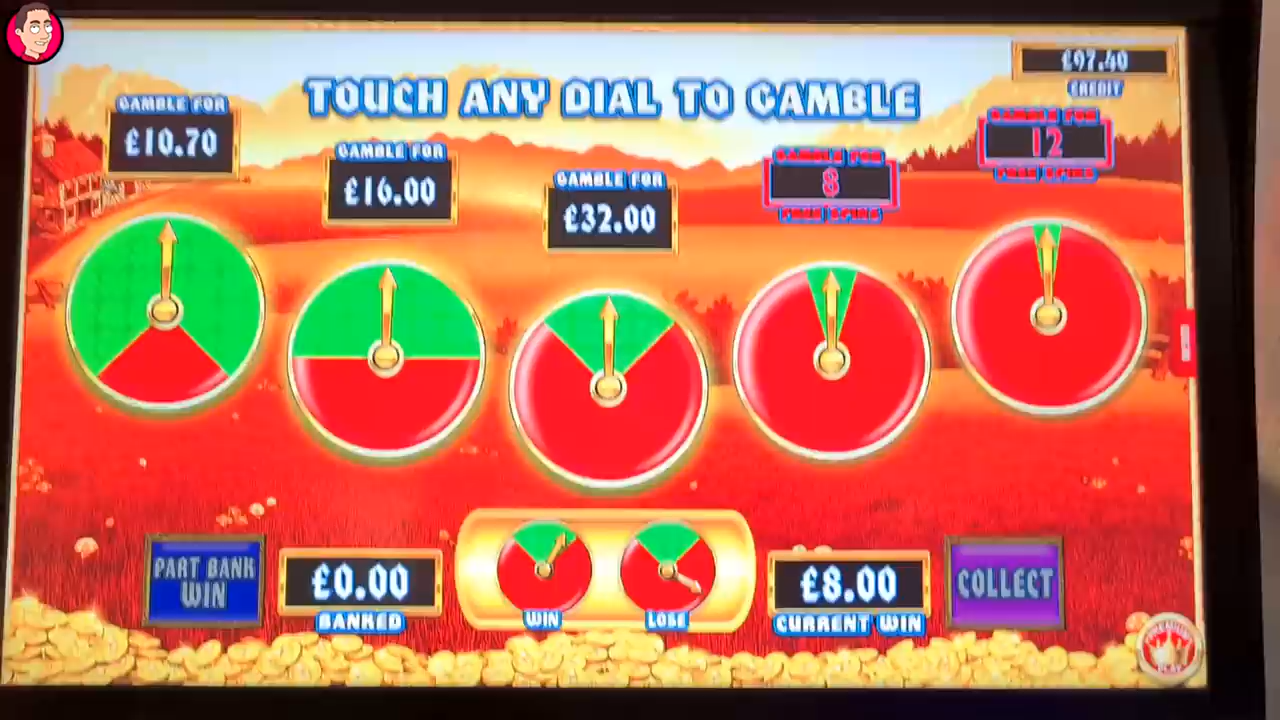 TOUCH ANY DIAL TO GAMBLE
£97.40
CREDIT
GAMBLE FOR
£10.70
GAMBLE FOR
£16.00
GAMBLE FOR
£32.00
GAMBLE FOR
8
FREE SPINS
GAMBLE FOR
12
FREE SPINS
PART BANK
WIN
£0.00
BANKED
WIN
LOSE
£8.00
CURRENT WIN
COLLECT